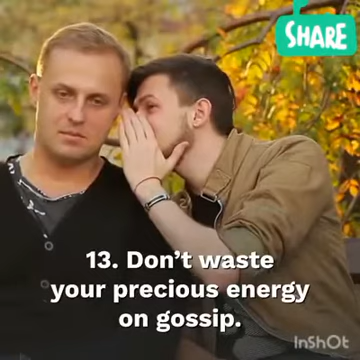 SHARE
13. Don't waste
your precious energy
on gossip.
InShOt